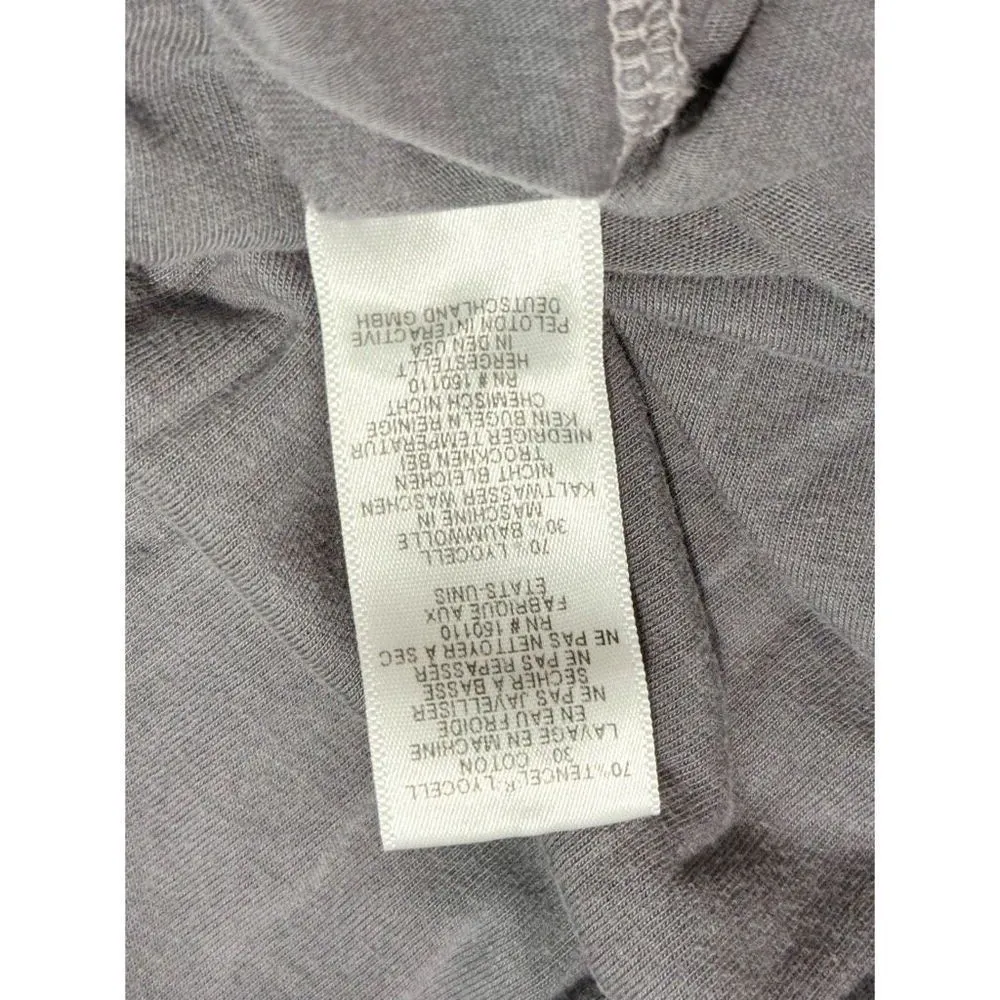 70% TENCEL® LYOCELL
30% COTON
LAVAGE EN MACHINE
EN EAU FROIDE
NE PAS JAVELLISER
SÉCHER À BASSE
NE PAS REPASSER
NE PAS NETTOYER A SEC
RN # 150110
FABRIQUE AUX
ÉTATS-UNIS
70% LYOCELL
30% BAUMWOLLE
MASCHINE IN
KALTWASSER WASCHEN
NICHT BLEICHEN
TROCKNEN BEI
NIEDRIGER TEMPERATUR
KEIN BUGELN REINIGE
CHEMISCH NICHT
RN # 150110
HERGESTELLT
IN DEN USA
PELOTON INTERACTIVE
DEUTSCHLAND GMBH